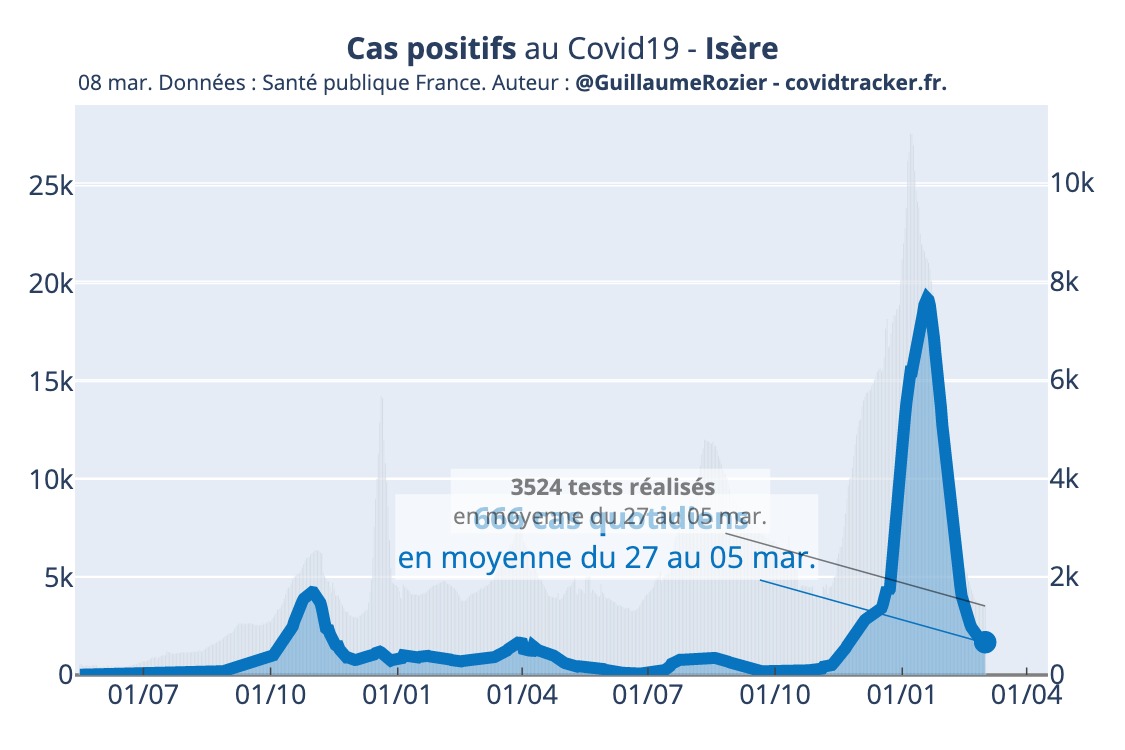 Cas positifs au Covid19 - Isère
08 mar. Données : Santé publique France. Auteur : @GuillaumeRozier - covidtracker.fr.
25k
20k
15k
10k
5k
0
10k
8k
6k
4k
2k
0
3524 tests réalisés
en moyenne du 27 au 05 mar.
666 cas quotidiens
en moyenne du 27 au 05 mar.
01/07 01/10 01/01 01/04 01/07 01/10 01/01 01/04